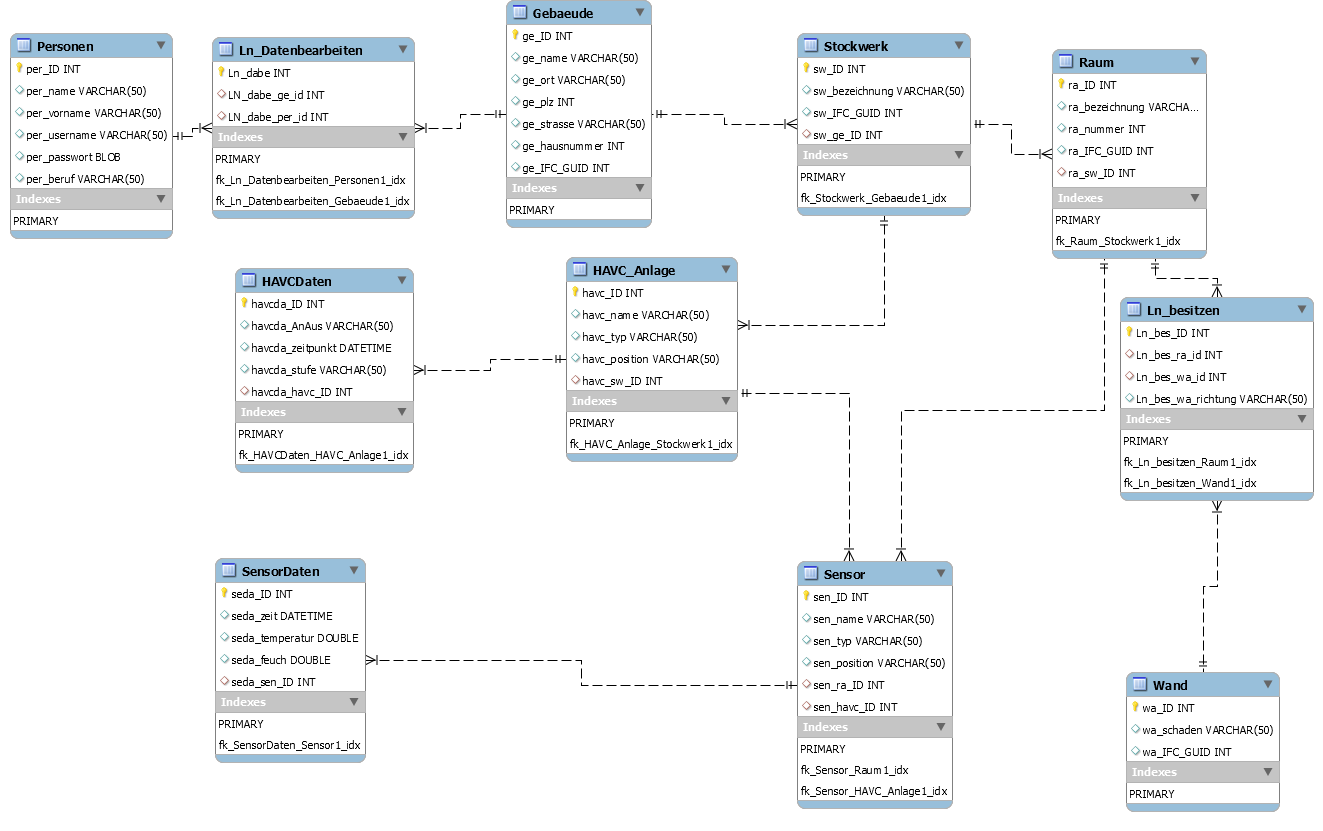 Personen
per_ID INT
per_name VARCHAR(50)
per_vorname VARCHAR(50)
per_username VARCHAR(50)
per_passwort BLOB
per_beruf VARCHAR(50)
Indexes
PRIMARY
Ln_Datenbearbeiten
Ln_dabe INT
LN_dabe_ge_id INT
LN_dabe_per_id INT
Indexes
PRIMARY
fk_Ln_Datenbearbeiten_Personen1_idx
fk_Ln_Datenbearbeiten_Gebaeude1_idx
Gebaeude
ge_ID INT
ge_name VARCHAR(50)
ge_ort VARCHAR(50)
ge_plz INT
ge_strasse VARCHAR(50)
ge_hausnummer INT
ge_IFC_GUID INT
Indexes
PRIMARY
Stockwerk
sw_ID INT
sw_bezeichnung VARCHAR(50)
sw_IFC_GUID INT
sw_ge_ID INT
Indexes
PRIMARY
fk_Stockwerk_Gebaeude1_idx
Raum
ra_ID INT
ra_bezeichnung VARCHA...
ra_nummer INT
ra_IFC_GUID INT
ra_sw_ID INT
Indexes
PRIMARY
fk_Raum_Stockwerk1_idx
HAVCDaten
havcda_ID INT
havcda_AnAus VARCHAR(50)
havcda_zeitpunkt DATETIME
havcda_stufe VARCHAR(50)
havcda_havc_ID INT
Indexes
PRIMARY
fk_HAVCDaten_HAVC_Anlage1_idx
HAVC_Anlage
havc_ID INT
havc_name VARCHAR(50)
havc_typ VARCHAR(50)
havc_position VARCHAR(50)
havc_sw_ID INT
Indexes
PRIMARY
fk_HAVC_Anlage_Stockwerk1_idx
Ln_besitzen
Ln_bes_ID INT
Ln_bes_ra_id INT
Ln_bes_wa_id INT
Ln_bes_wa_richtung VARCHAR(50)
Indexes
PRIMARY
fk_Ln_besitzen_Raum1_idx
fk_Ln_besitzen_Wand1_idx
SensorDaten
seda_ID INT
seda_zeit DATETIME
seda_temperatur DOUBLE
seda_feuch DOUBLE
seda_sen_ID INT
Indexes
PRIMARY
fk_SensorDaten_Sensor1_idx
Sensor
sen_ID INT
sen_name VARCHAR(50)
sen_typ VARCHAR(50)
sen_position VARCHAR(50)
sen_ra_ID INT
sen_havc_ID INT
Indexes
PRIMARY
fk_Sensor_Raum1_idx
fk_Sensor_HAVC_Anlage1_idx
Wand
wa_ID INT
wa_schaden VARCHAR(50)
wa_IFC_GUID INT
Indexes
PRIMARY